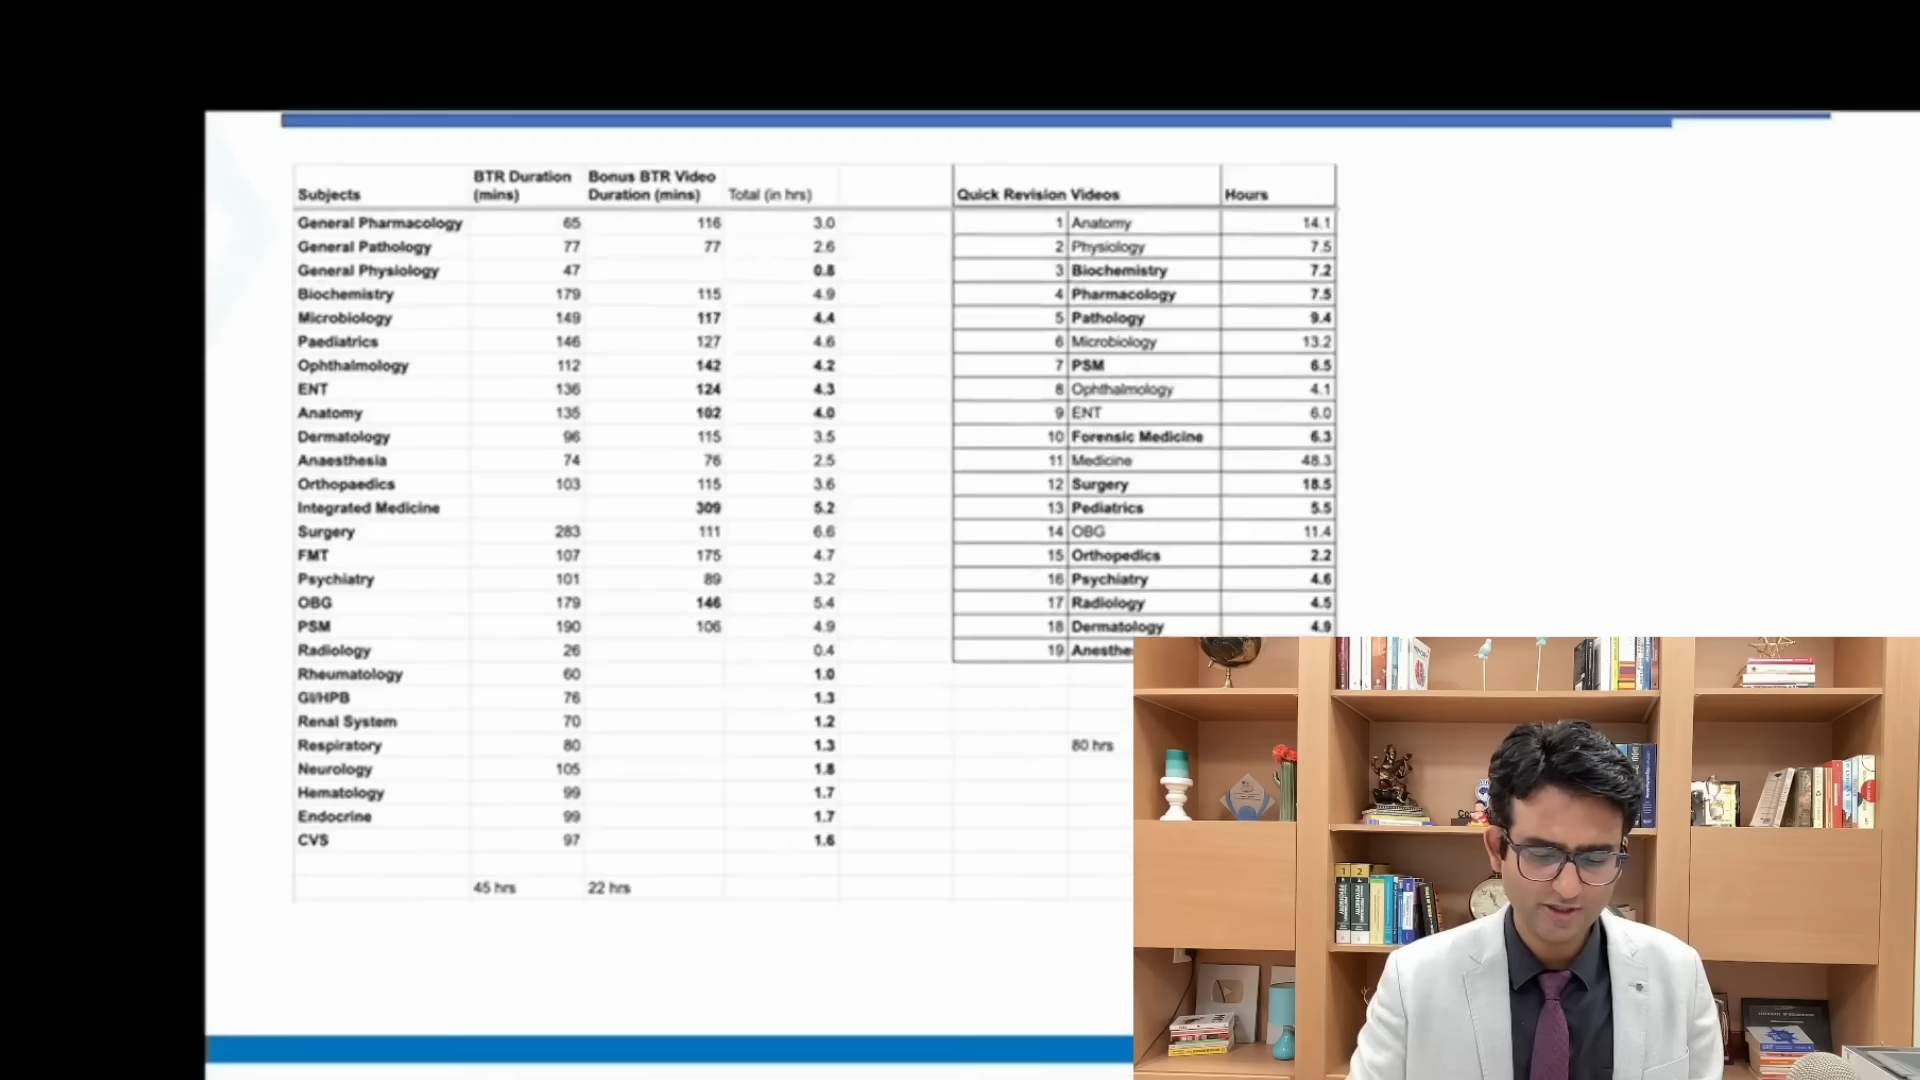 Subjects BTR Duration (mins) Bonus BTR Video Duration (mins) Total (in hrs)
General Pharmacology 65 116 3.0
General Pathology 77 77 2.6
General Physiology 47 0.8
Biochemistry 179 115 4.9
Microbiology 149 117 4.4
Paediatrics 146 127 4.6
Ophthalmology 112 142 4.2
ENT 136 124 4.3
Anatomy 135 102 4.0
Dermatology 96 115 3.5
Anaesthesia 74 76 2.5
Orthopaedics 103 115 3.6
Integrated Medicine 309 5.2
Surgery 283 111 6.6
FMT 107 175 4.7
Psychiatry 101 89 3.2
OBG 179 146 5.4
PSM 190 106 4.9
Radiology 26 0.4
Rheumatology 60 1.0
GI/HPB 76 1.3
Renal System 70 1.2
Respiratory 80 1.3
Neurology 105 1.8
Hematology 99 1.7
Endocrine 99 1.7
CVS 97 1.6
45 hrs 22 hrs
Quick Revision Videos Hours
1 Anatomy 14.1
2 Physiology 7.5
3 Biochemistry 7.2
4 Pharmacology 7.5
5 Pathology 9.4
6 Microbiology 13.2
7 PSM 6.5
8 Ophthalmology 4.1
9 ENT 6.0
10 Forensic Medicine 6.3
11 Medicine 48.3
12 Surgery 18.5
13 Pediatrics 5.5
14 OBG 11.4
15 Orthopedics 2.2
16 Psychiatry 4.6
17 Radiology 4.5
18 Dermatology 4.9
19 Anesthe
80 hrs